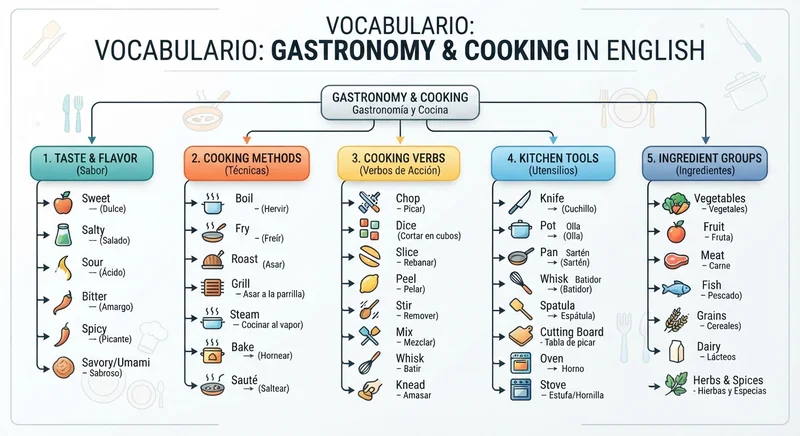 VOCABULARIO:
VOCABULARIO: GASTRONOMY & COOKING IN ENGLISH
GASTRONOMY & COOKING
Gastronomía y Cocina
1. TASTE & FLAVOR
(Sabor)
Sweet
— (Dulce)
Salty
— (Salado)
Sour
— (Ácido)
Bitter
— (Amargo)
Spicy
— (Picante)
Savory/Umami
– Sabroso)
2. COOKING METHODS
(Técnicas)
Boil
– (Hervir)
Fry
– (Freír)
Roast
(Asar)
Grill
– Asar a la parrilla)
Steam
– Cocinar al vapor)
Bake
→ (Hornear)
Sauté
→ (Saltear)
3. COOKING VERBS
(Verbos de Acción)
Chop
– Picar)
Dice
(Cortar en cubos)
Slice
– Rebanar)
Peel
– Pelar)
Stir
– Remover)
Mix
– Mezclar)
Whisk
– Batir
Knead
– Amasar
4. KITCHEN TOOLS
(Utensilios)
Knife
→ (Cuchillo)
Pot Olla
→ (Olla)
Pan Sartén
→ (Sartén)
Whisk Batidor
→ (Batidor)
Spatula
→ Espátula)
Cutting Board
- Tabla de picar
Oven
→ Horno
Stove
– Estufa/Hornilla
5. INGREDIENT GROUPS
(Ingredientes)
Vegetables
– Vegetales)
Fruit
– Fruta)
Meat
– Carne
Fish
– Pescado)
Grains
– Cereales)
Dairy
– Lácteos
Herbs & Spices
- Hierbas y Especias